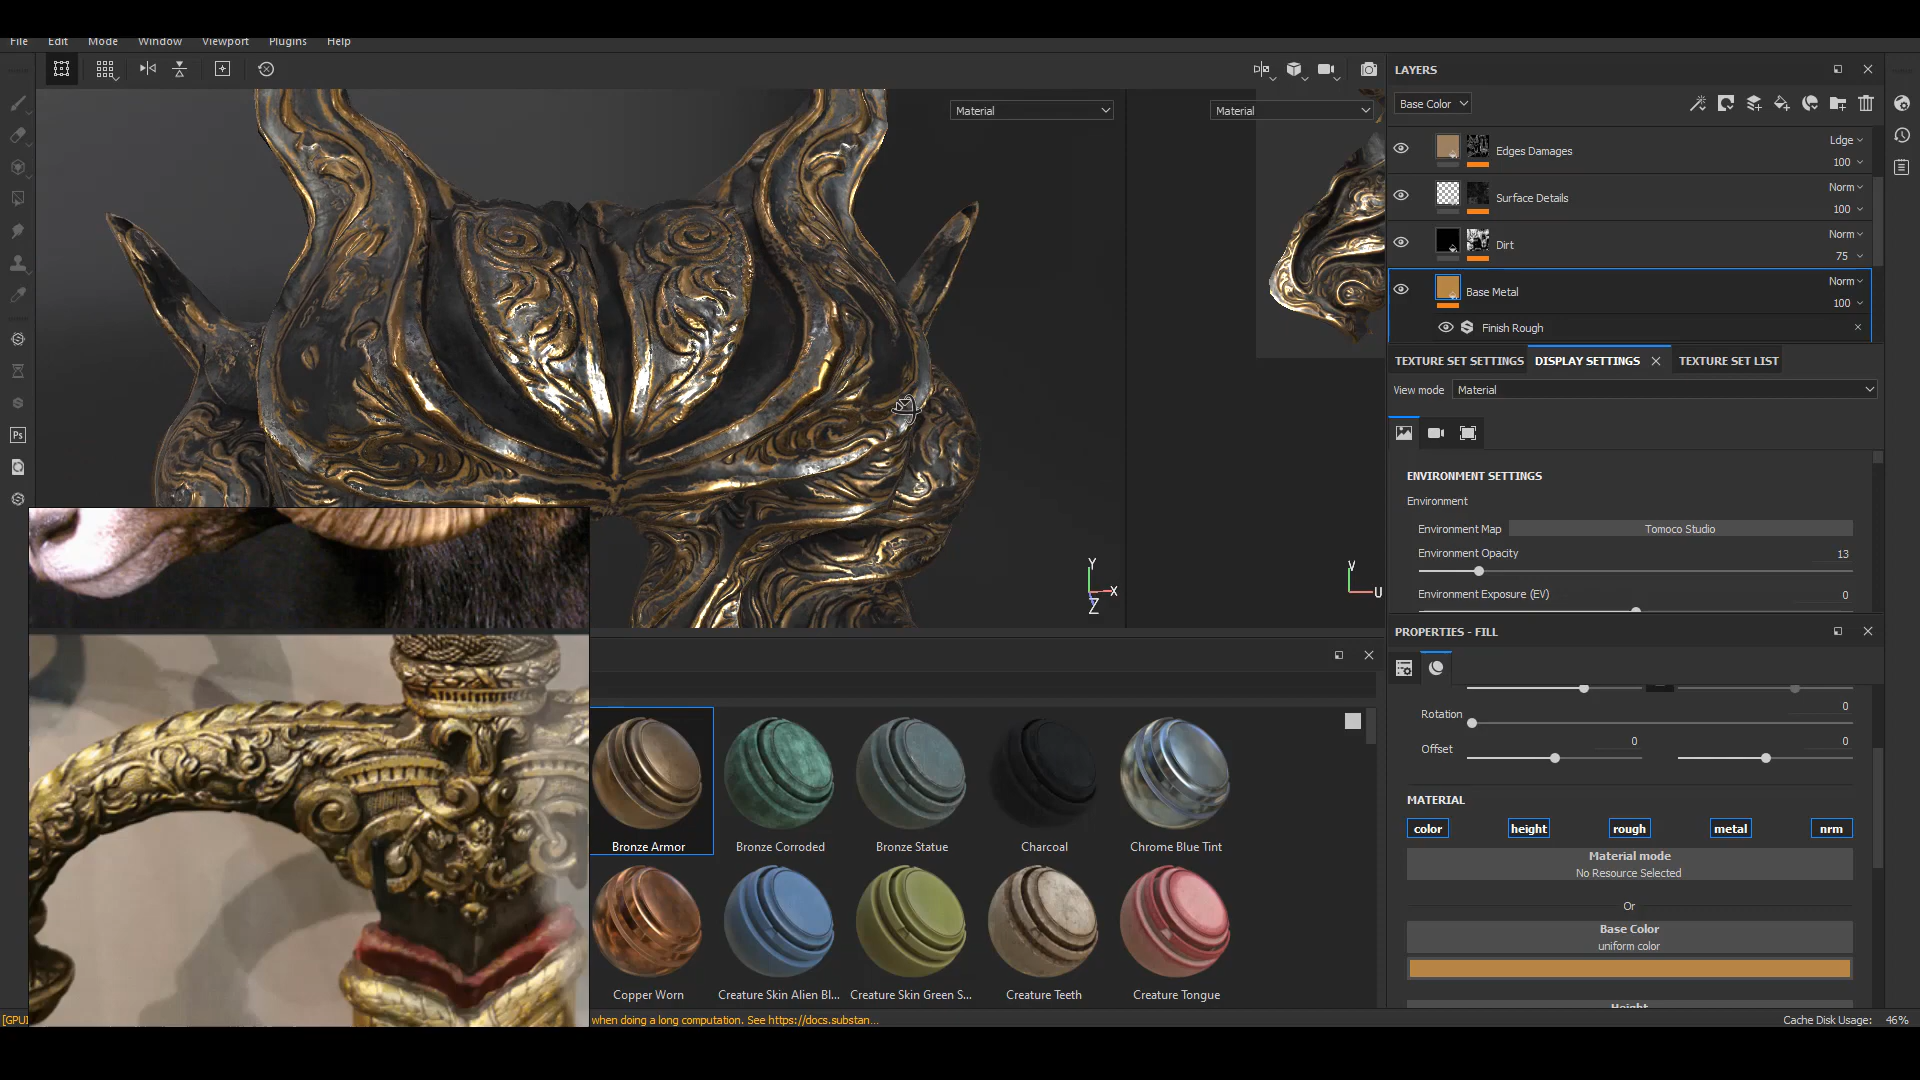 File Edit Mode Window Viewport Plugins Help
Material
Material
LAYERS
Base Color
Edges Damages
Ldge
100
Surface Details
Norm
100
Dirt
Norm
75
Base Metal
Norm
100
Finish Rough
TEXTURE SET SETTINGS DISPLAY SETTINGS TEXTURE SET LIST
View mode Material
ENVIRONMENT SETTINGS
Environment
Environment Map Tomoco Studio
Environment Opacity 13
Environment Exposure (EV) 0
Y
X
Z
V
U
Ps
PROPERTIES - FILL
0
Rotation
0 0
Offset
MATERIAL
color height rough metal nrm
Material mode
No Resource Selected
Or
Base Color
uniform color
Bronze Armor Bronze Corroded Bronze Statue Charcoal Chrome Blue Tint
Copper Worn Creature Skin Alien Bl... Creature Skin Green S... Creature Teeth Creature Tongue
[GPU
when doing a long computation. See https://docs.substan...
Cache Disk Usage: 46%